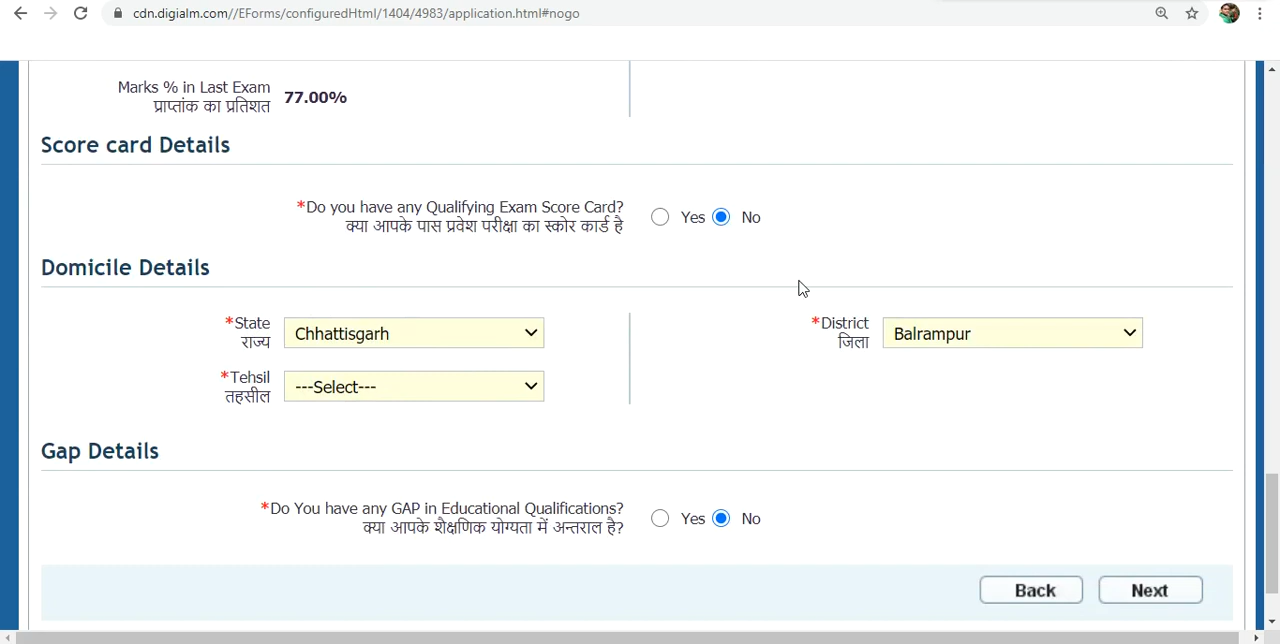 cdn.digialm.com//EForms/configuredHtml/1404/4983/application.html#nogo
Marks % in Last Exam
प्राप्तांक का प्रतिशत
77.00%
Score card Details
*Do you have any Qualifying Exam Score Card?
क्या आपके पास प्रवेश परीक्षा का स्कोर कार्ड है
Yes No
Domicile Details
*State
राज्य
Chhattisgarh
*District
जिला
Balrampur
*Tehsil
तहसील
---Select---
Gap Details
*Do You have any GAP in Educational Qualifications?
क्या आपके शैक्षणिक योग्यता में अन्तराल है?
Yes No
Back Next